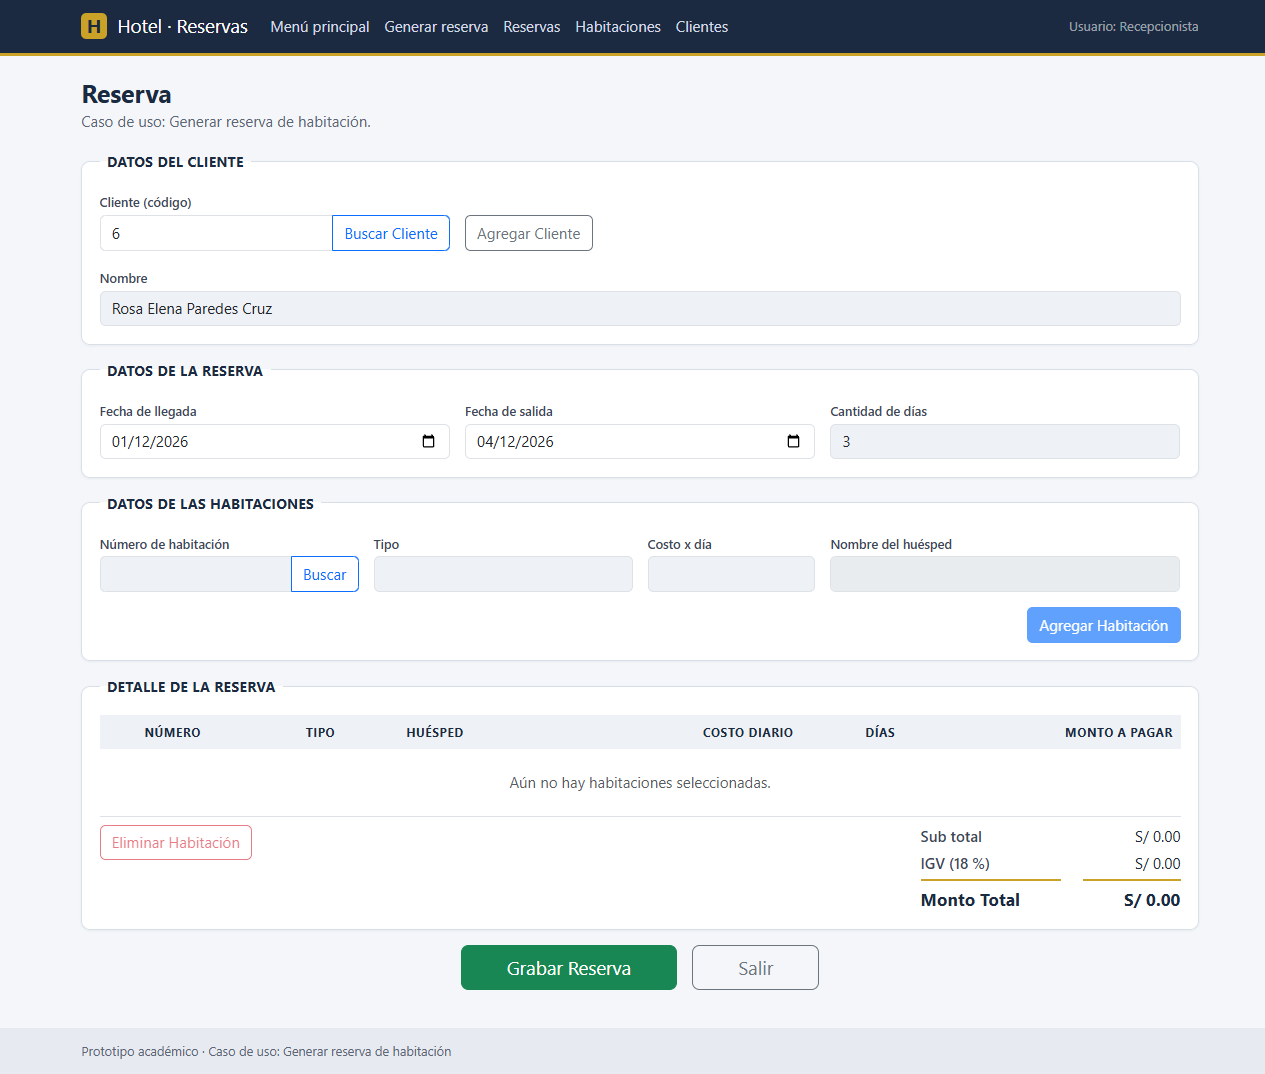 H Hotel · Reservas Menú principal Generar reserva Reservas Habitaciones Clientes Usuario: Recepcionista
Reserva
Caso de uso: Generar reserva de habitación.
DATOS DEL CLIENTE
Cliente (código)
6 Buscar Cliente Agregar Cliente
Nombre
Rosa Elena Paredes Cruz
DATOS DE LA RESERVA
Fecha de llegada Fecha de salida Cantidad de días
01/12/2026 04/12/2026 3
DATOS DE LAS HABITACIONES
Número de habitación Tipo Costo x día Nombre del huésped
Buscar
Agregar Habitación
DETALLE DE LA RESERVA
NÚMERO TIPO HUÉSPED COSTO DIARIO DÍAS MONTO A PAGAR
Aún no hay habitaciones seleccionadas.
Eliminar Habitación
Sub total S/ 0.00
IGV (18 %) S/ 0.00
Monto Total S/ 0.00
Grabar Reserva Salir
Prototipo académico · Caso de uso: Generar reserva de habitación